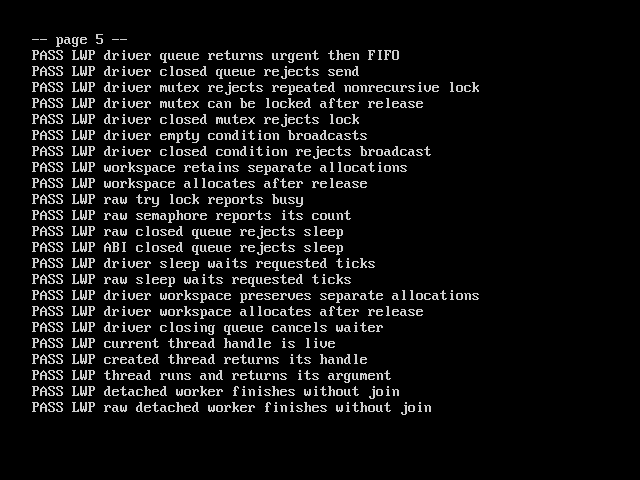 -- page 5 --
PASS LWP driver queue returns urgent then FIFO
PASS LWP driver closed queue rejects send
PASS LWP driver mutex rejects repeated nonrecursive lock
PASS LWP driver mutex can be locked after release
PASS LWP driver closed mutex rejects lock
PASS LWP driver empty condition broadcasts
PASS LWP driver closed condition rejects broadcast
PASS LWP workspace retains separate allocations
PASS LWP workspace allocates after release
PASS LWP raw try lock reports busy
PASS LWP raw semaphore reports its count
PASS LWP raw closed queue rejects sleep
PASS LWP ABI closed queue rejects sleep
PASS LWP driver sleep waits requested ticks
PASS LWP raw sleep waits requested ticks
PASS LWP driver workspace preserves separate allocations
PASS LWP driver workspace allocates after release
PASS LWP driver closing queue cancels waiter
PASS LWP current thread handle is live
PASS LWP created thread returns its handle
PASS LWP thread runs and returns its argument
PASS LWP detached worker finishes without join
PASS LWP raw detached worker finishes without join